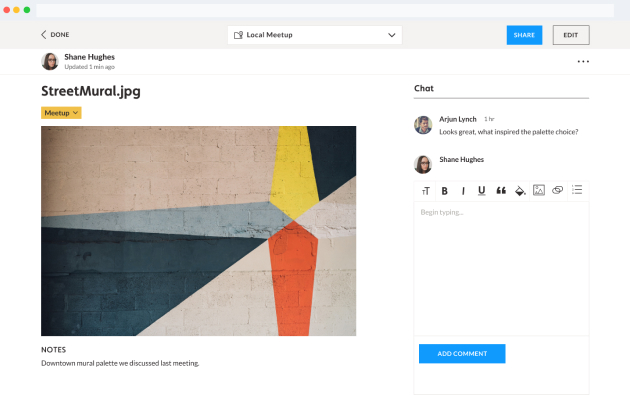 DONE
Local Meetup
SHARE
EDIT
Shane Hughes
Updated 1 min ago
StreetMural.jpg
Meetup
NOTES
Downtown mural palette we discussed last meeting.
Chat
Arjun Lynch 1 hr
Looks great, what inspired the palette choice?
Shane Hughes
TT B I U
Begin typing...
ADD COMMENT